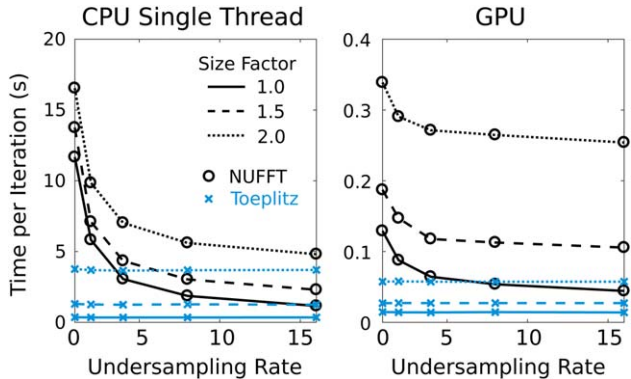 CPU Single Thread
GPU
Time per Iteration (s)
20
15
10
5
0
Size Factor
1.0
1.5
2.0
NUFFT
Toeplitz
0
5
10
15
Undersampling Rate
0.4
0.3
0.2
0.1
0
0
5
10
15
Undersampling Rate